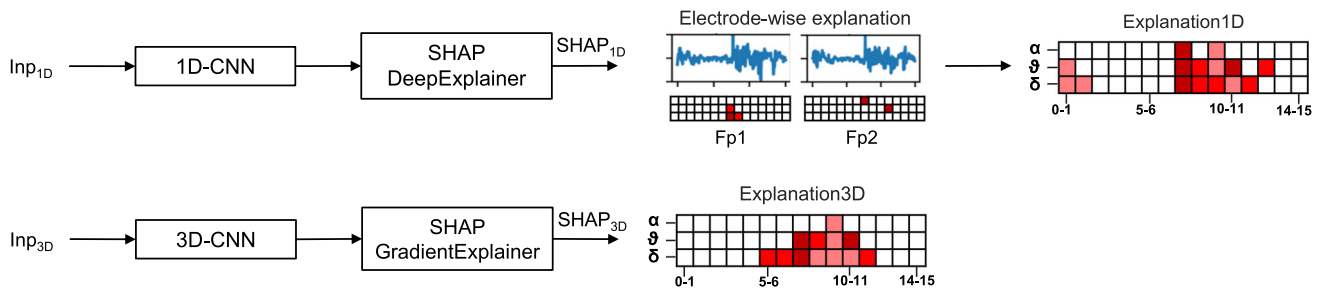 Inp1D
1D-CNN
SHAP
DeepExplainer
SHAP1D
Electrode-wise explanation
Fp1
Fp2
Explanation1D
α
ϑ
δ
0-1
5-6
10-11
14-15
Inp3D
3D-CNN
SHAP
GradientExplainer
SHAP3D
Explanation3D
α
ϑ
δ
0-1
5-6
10-11
14-15